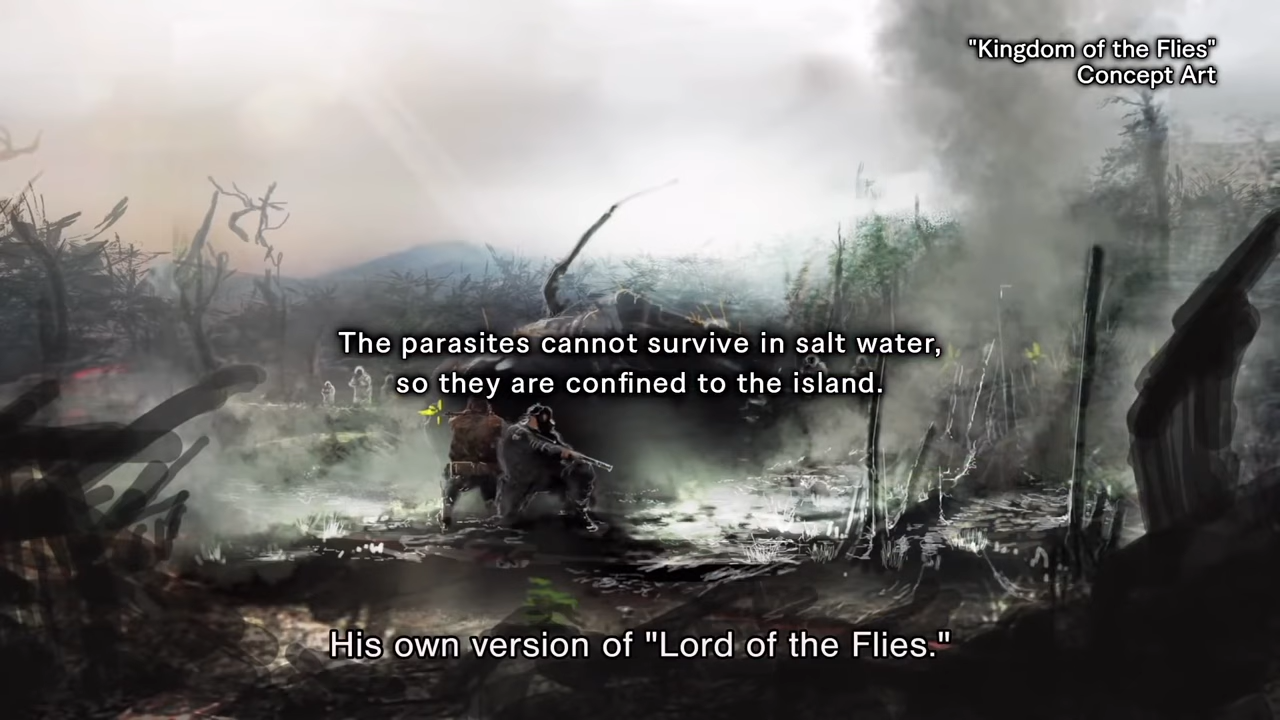 "Kingdom of the Flies"
Concept Art
The parasites cannot survive in salt water,
so they are confined to the island.
His own version of "Lord of the Flies."